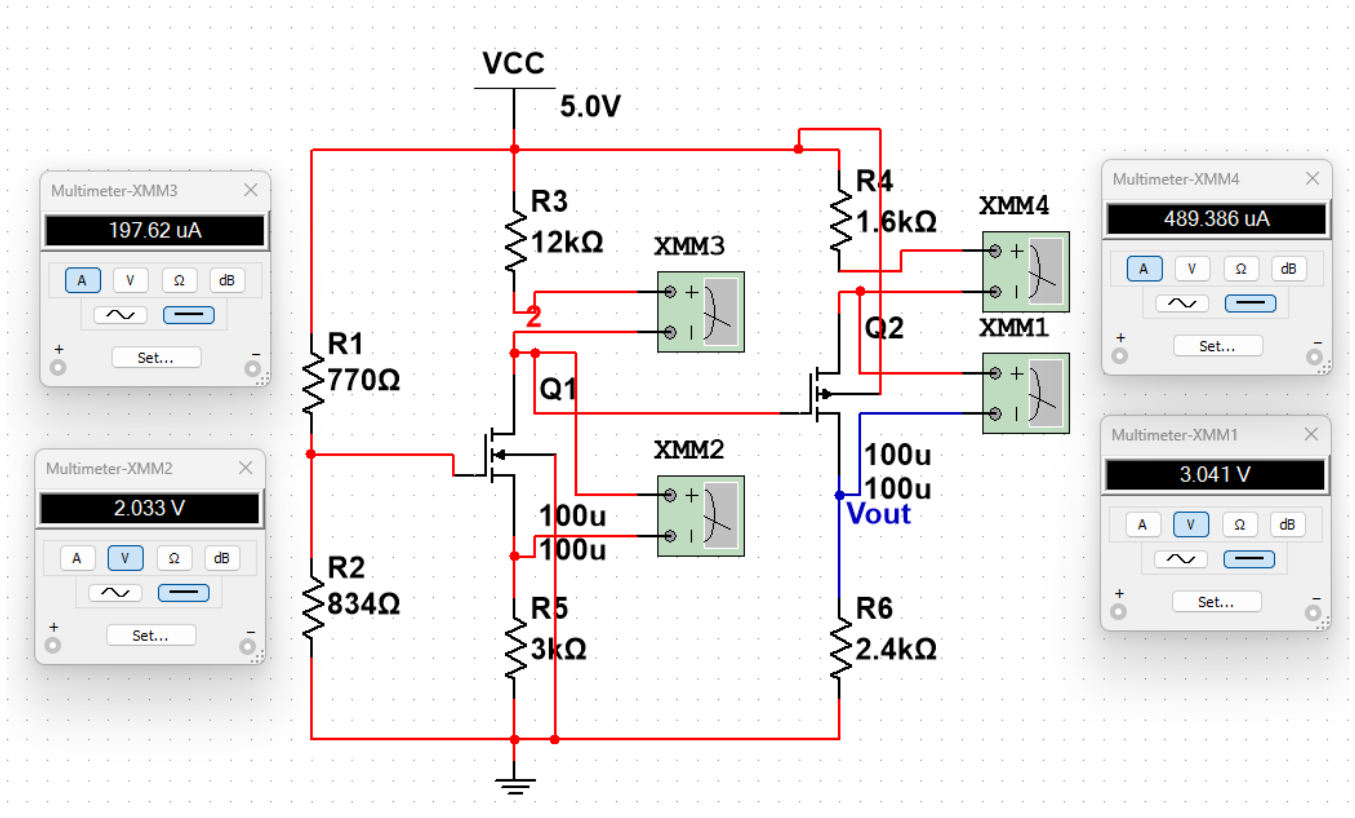 VCC
5.0V
Multimeter-XMM3
197.62 uA
A V Ω dB
+ Set... −
Multimeter-XMM2
2.033 V
A V Ω dB
+ Set... −
R1
770Ω
R2
834Ω
R3
12kΩ
2
XMM3
+
Q1
XMM2
+
100u
100u
R5
3kΩ
R4
1.6kΩ
XMM4
+
Q2
XMM1
+
100u
100u
Vout
R6
2.4kΩ
Multimeter-XMM4
489.386 uA
A V Ω dB
+ Set... −
Multimeter-XMM1
3.041 V
A V Ω dB
+ Set... −